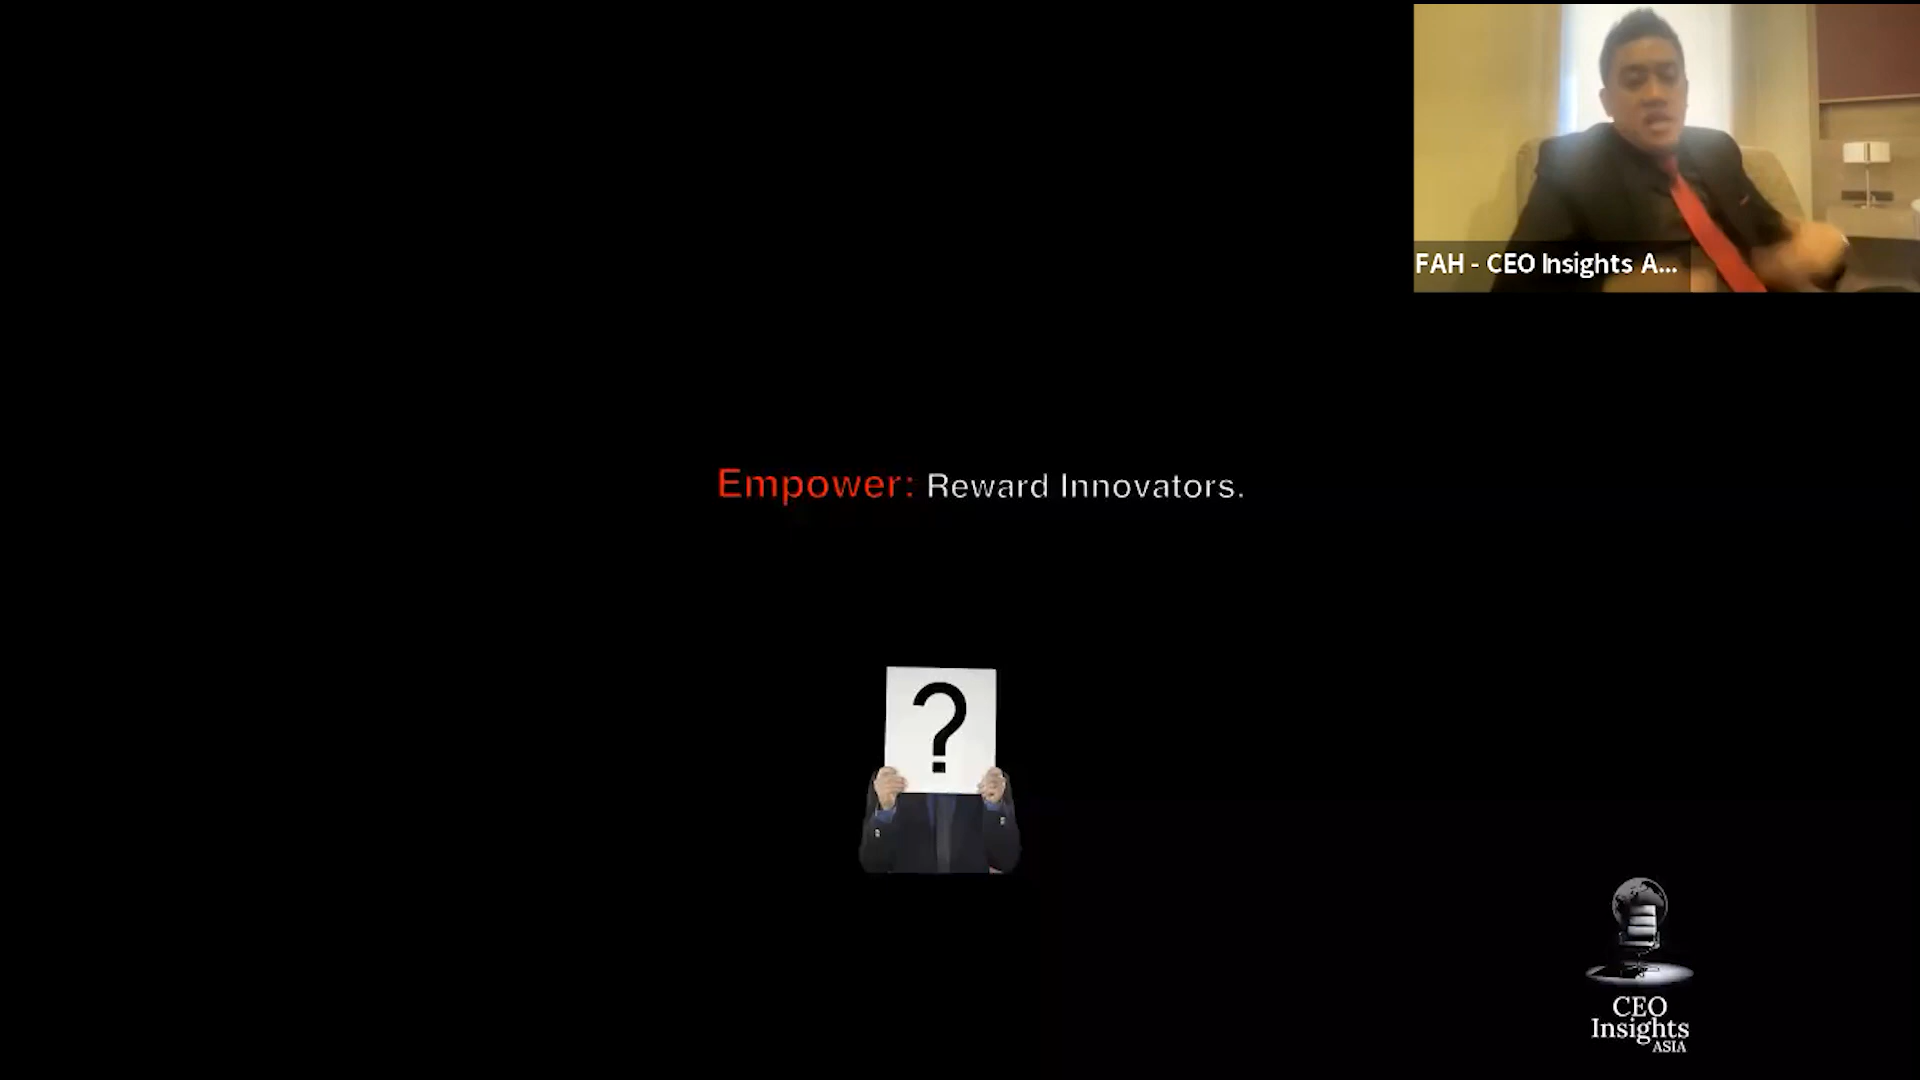 FAH - CEO Insights A...
Empower: Reward Innovators.
?
CEO
Insights
ASIA